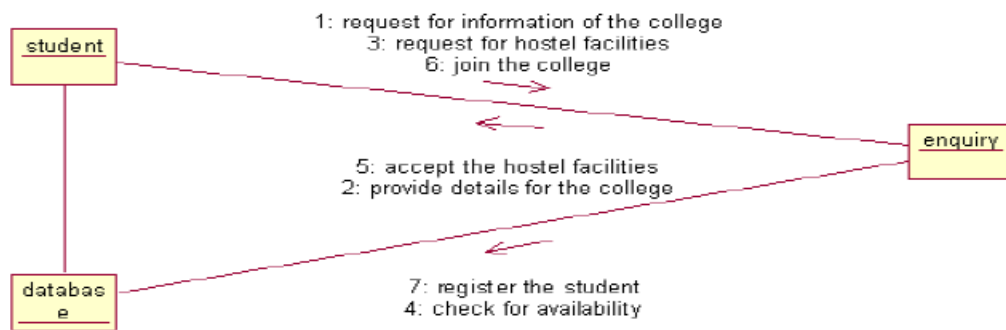 1: request for information of the college
3: request for hostel facilities
6: join the college
student
enquiry
5: accept the hostel facilities
2: provide details for the college
databas
e
7: register the student
4: check for availability